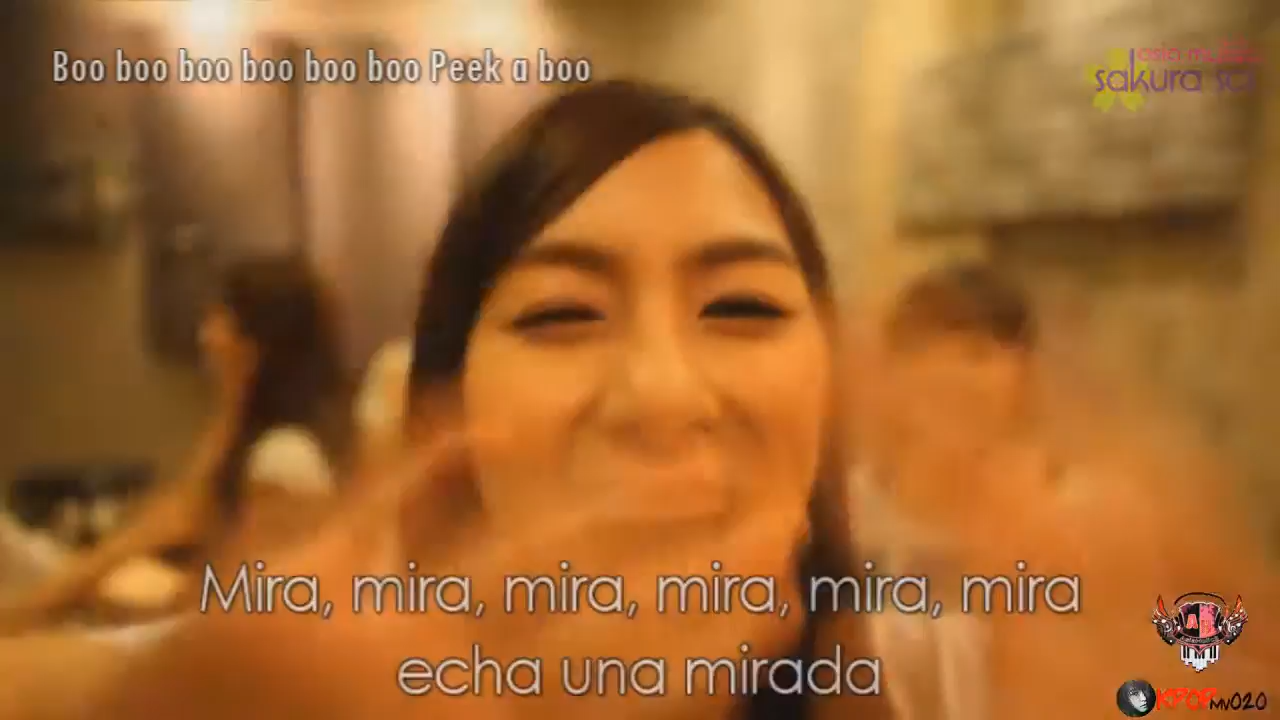 Boo boo boo boo boo boo Peek a boo
asia
sakura
Mira, mira, mira, mira, mira, mira
echa una mirada
KPOPMV020